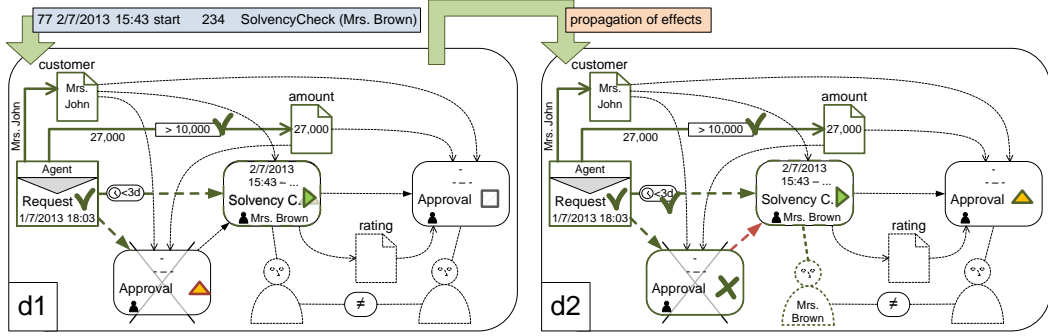 77 2/7/2013 15:43 start 234 SolvencyCheck (Mrs. Brown)
propagation of effects
customer
Mrs.
John
Mrs. John
amount
27,000
> 10,000
27,000
Agent
Request
1/7/2013 18:03
<3d
2/7/2013
15:43 – ...
Solvency C.
Mrs. Brown
-
---
Approval
rating
-
---
Approval
≠
d1
customer
Mrs.
John
Mrs. John
amount
27,000
> 10,000
27,000
Agent
Request
1/7/2013 18:03
<3d
2/7/2013
15:43 – ...
Solvency C.
Mrs. Brown
-
---
Approval
rating
-
---
Approval
Mrs.
Brown
≠
d2